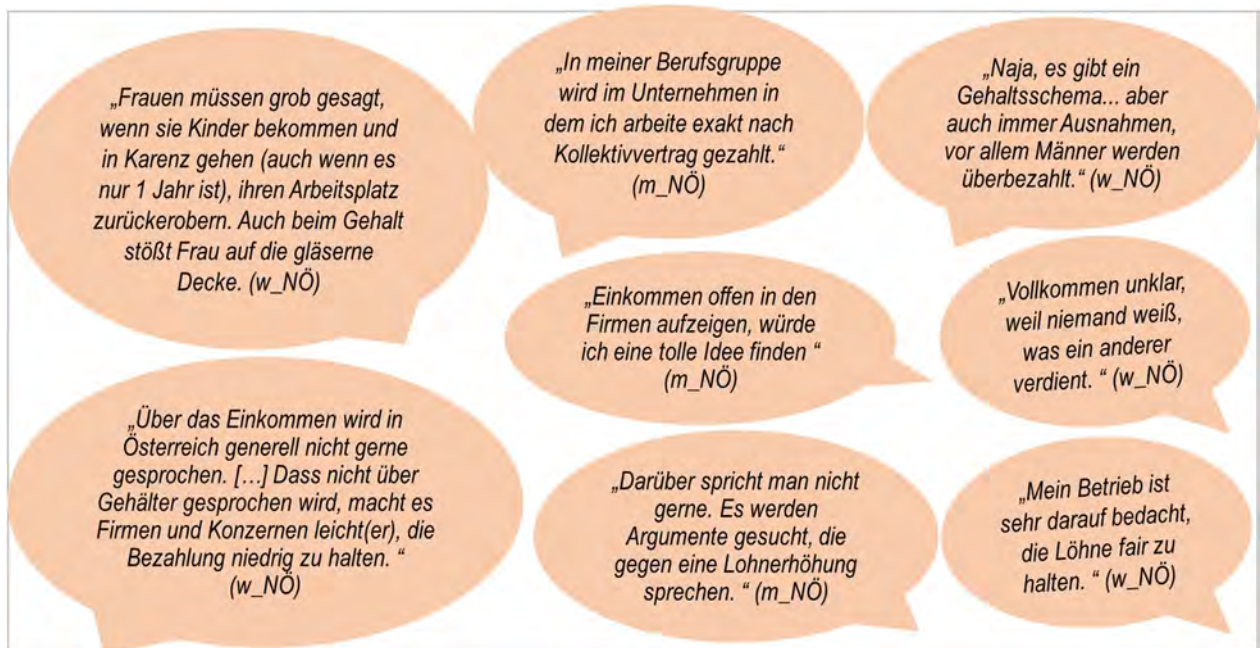 „Frauen müssen grob gesagt,
wenn sie Kinder bekommen und
in Karenz gehen (auch wenn es
nur 1 Jahr ist), ihren Arbeitsplatz
zurückerobern. Auch beim Gehalt
stößt Frau auf die gläserne
Decke. (w_NÖ)
„In meiner Berufsgruppe
wird im Unternehmen in
dem ich arbeite exakt nach
Kollektivvertrag gezahlt.“
(m_NÖ)
„Naja, es gibt ein
Gehaltsschema... aber
auch immer Ausnahmen,
vor allem Männer werden
überbezahlt.“ (w_NÖ)
„Einkommen offen in den
Firmen aufzeigen, würde
ich eine tolle Idee finden “
(m_NÖ)
„Vollkommen unklar,
weil niemand weiß,
was ein anderer
verdient. “ (w_NÖ)
„Über das Einkommen wird in
Österreich generell nicht gerne
gesprochen. […] Dass nicht über
Gehälter gesprochen wird, macht es
Firmen und Konzernen leicht(er), die
Bezahlung niedrig zu halten. “
(w_NÖ)
„Darüber spricht man nicht
gerne. Es werden
Argumente gesucht, die
gegen eine Lohnerhöhung
sprechen. “ (m_NÖ)
„Mein Betrieb ist
sehr darauf bedacht,
die Löhne fair zu
halten. “ (w_NÖ)